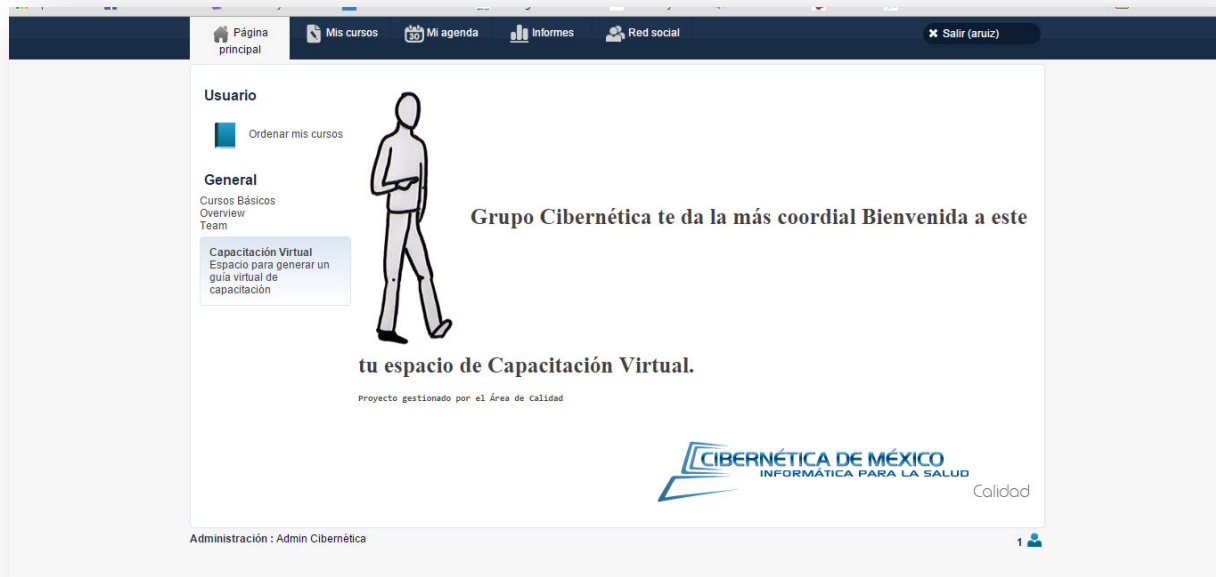 Página
principal
Mis cursos
30
Mi agenda
Informes
Red social
✖ Salir (aruiz)
Usuario
Ordenar mis cursos
General
Cursos Básicos
Overview
Team
Capacitación Virtual
Espacio para generar un
guía virtual de
capacitación
Grupo Cibernética te da la más coordial Bienvenida a este
tu espacio de Capacitación Virtual.
Proyecto gestionado por el Área de Calidad
CIBERNÉTICA DE MÉXICO
INFORMÁTICA PARA LA SALUD
Calidad
Administración : Admin Cibernética
1